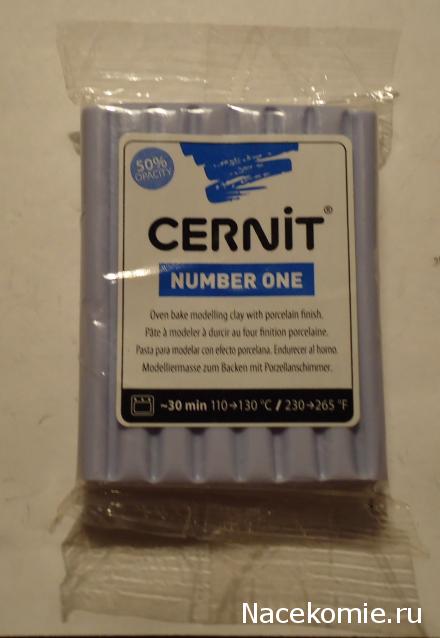 50%
OPACITY
CERNiT®
NUMBER ONE
Oven bake modelling clay with porcelain finish.
Pâte à modeler à durcir au four finition porcelaine.
Pasta para modelar con efecto porcelana. Endurecer al horno.
Modelliermasse zum Backen mit Porzellanschimmer.
~30 min 110→130 °C / 230→265 °F
Nacekomie.ru